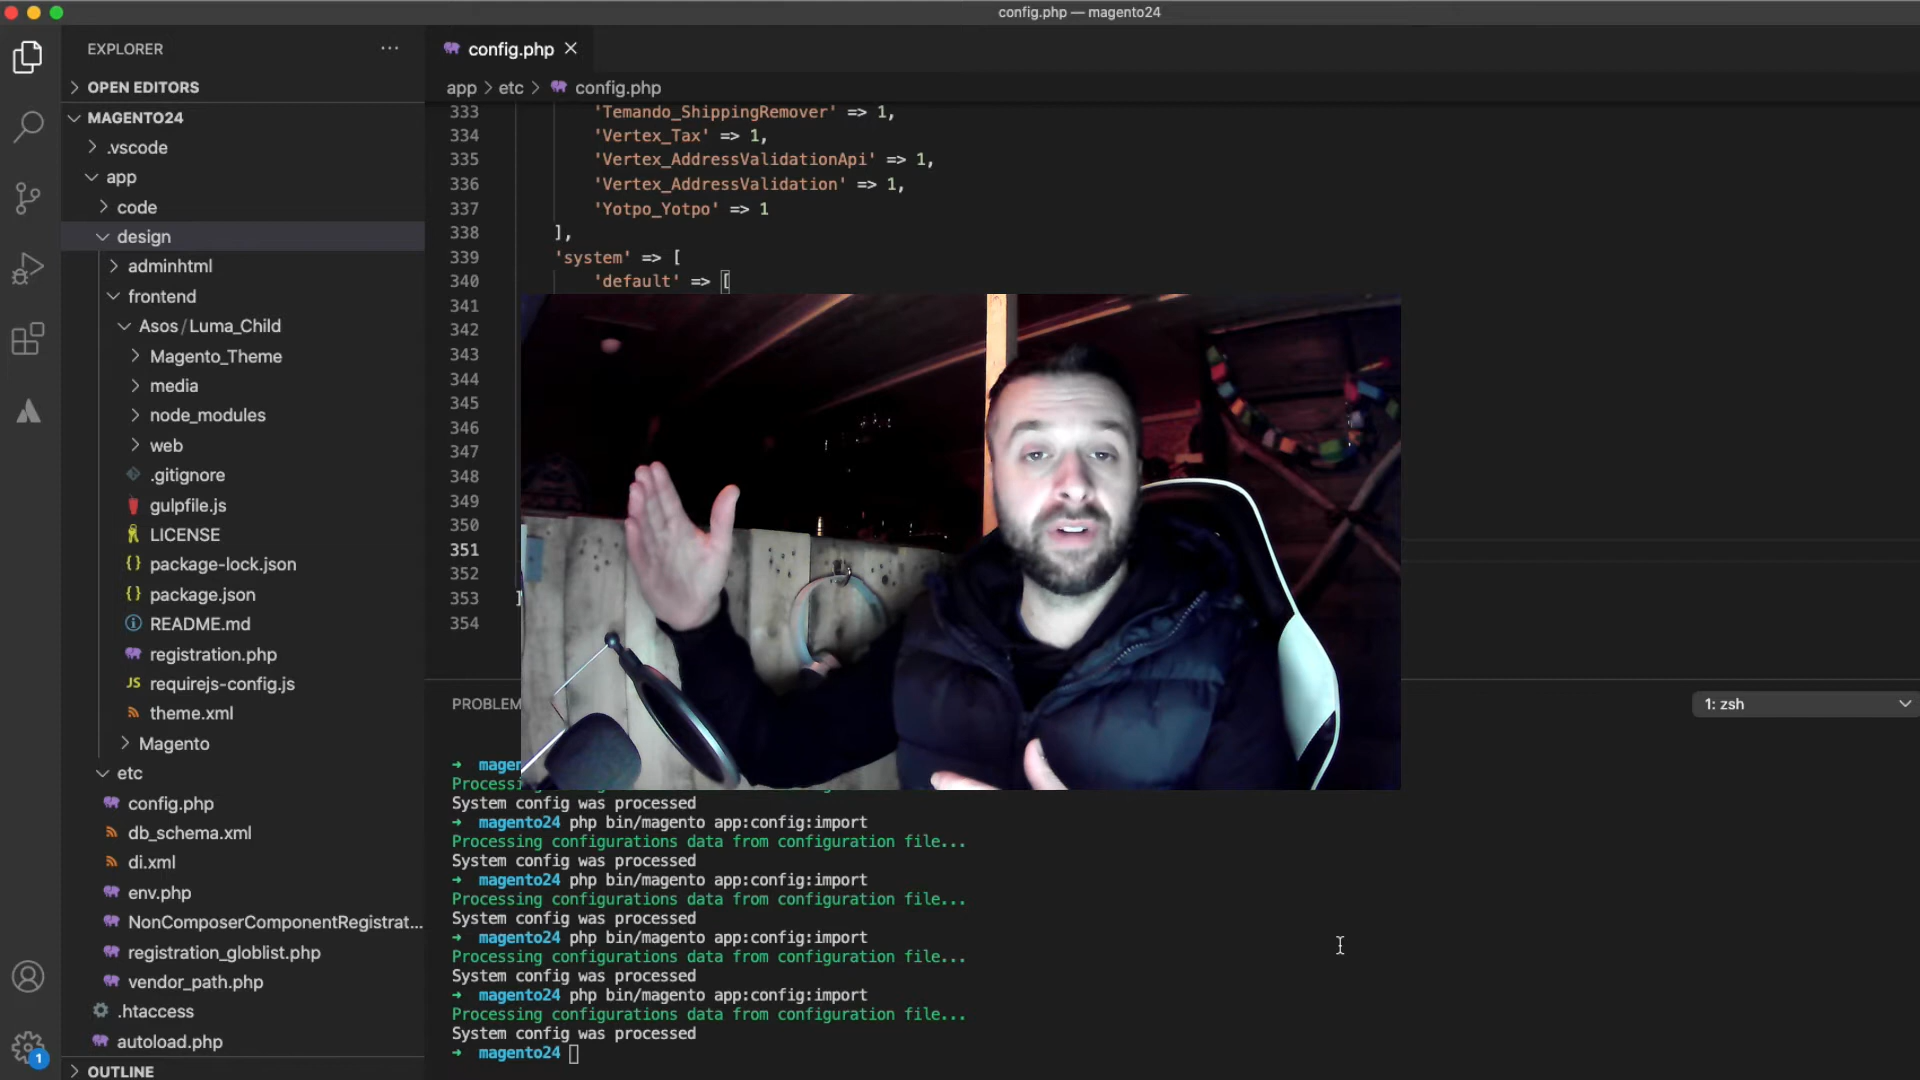 config.php — magento24
EXPLORER
OPEN EDITORS
MAGENTO24
.vscode
app
code
design
adminhtml
frontend
Asos/Luma_Child
Magento_Theme
media
node_modules
web
.gitignore
gulpfile.js
LICENSE
package-lock.json
package.json
README.md
registration.php
requirejs-config.js
theme.xml
Magento
etc
config.php
db_schema.xml
di.xml
env.php
NonComposerComponentRegistrat...
registration_globlist.php
vendor_path.php
.htaccess
autoload.php
OUTLINE
1
config.php
app > etc > config.php
333 'Temando_ShippingRemover' => 1,
334 'Vertex_Tax' => 1,
335 'Vertex_AddressValidationApi' => 1,
336 'Vertex_AddressValidation' => 1,
337 'Yotpo_Yotpo' => 1
338 ],
339 'system' => [
340 'default' => [
341
342
343
344
345
346
347
348
349
350
351
352
353 ]
354
PROBLEM
1: zsh
➜ magen
Processi
System config was processed
➜ magento24 php bin/magento app:config:import
Processing configurations data from configuration file...
System config was processed
➜ magento24 php bin/magento app:config:import
Processing configurations data from configuration file...
System config was processed
➜ magento24 php bin/magento app:config:import
Processing configurations data from configuration file...
System config was processed
➜ magento24 php bin/magento app:config:import
Processing configurations data from configuration file...
System config was processed
➜ magento24